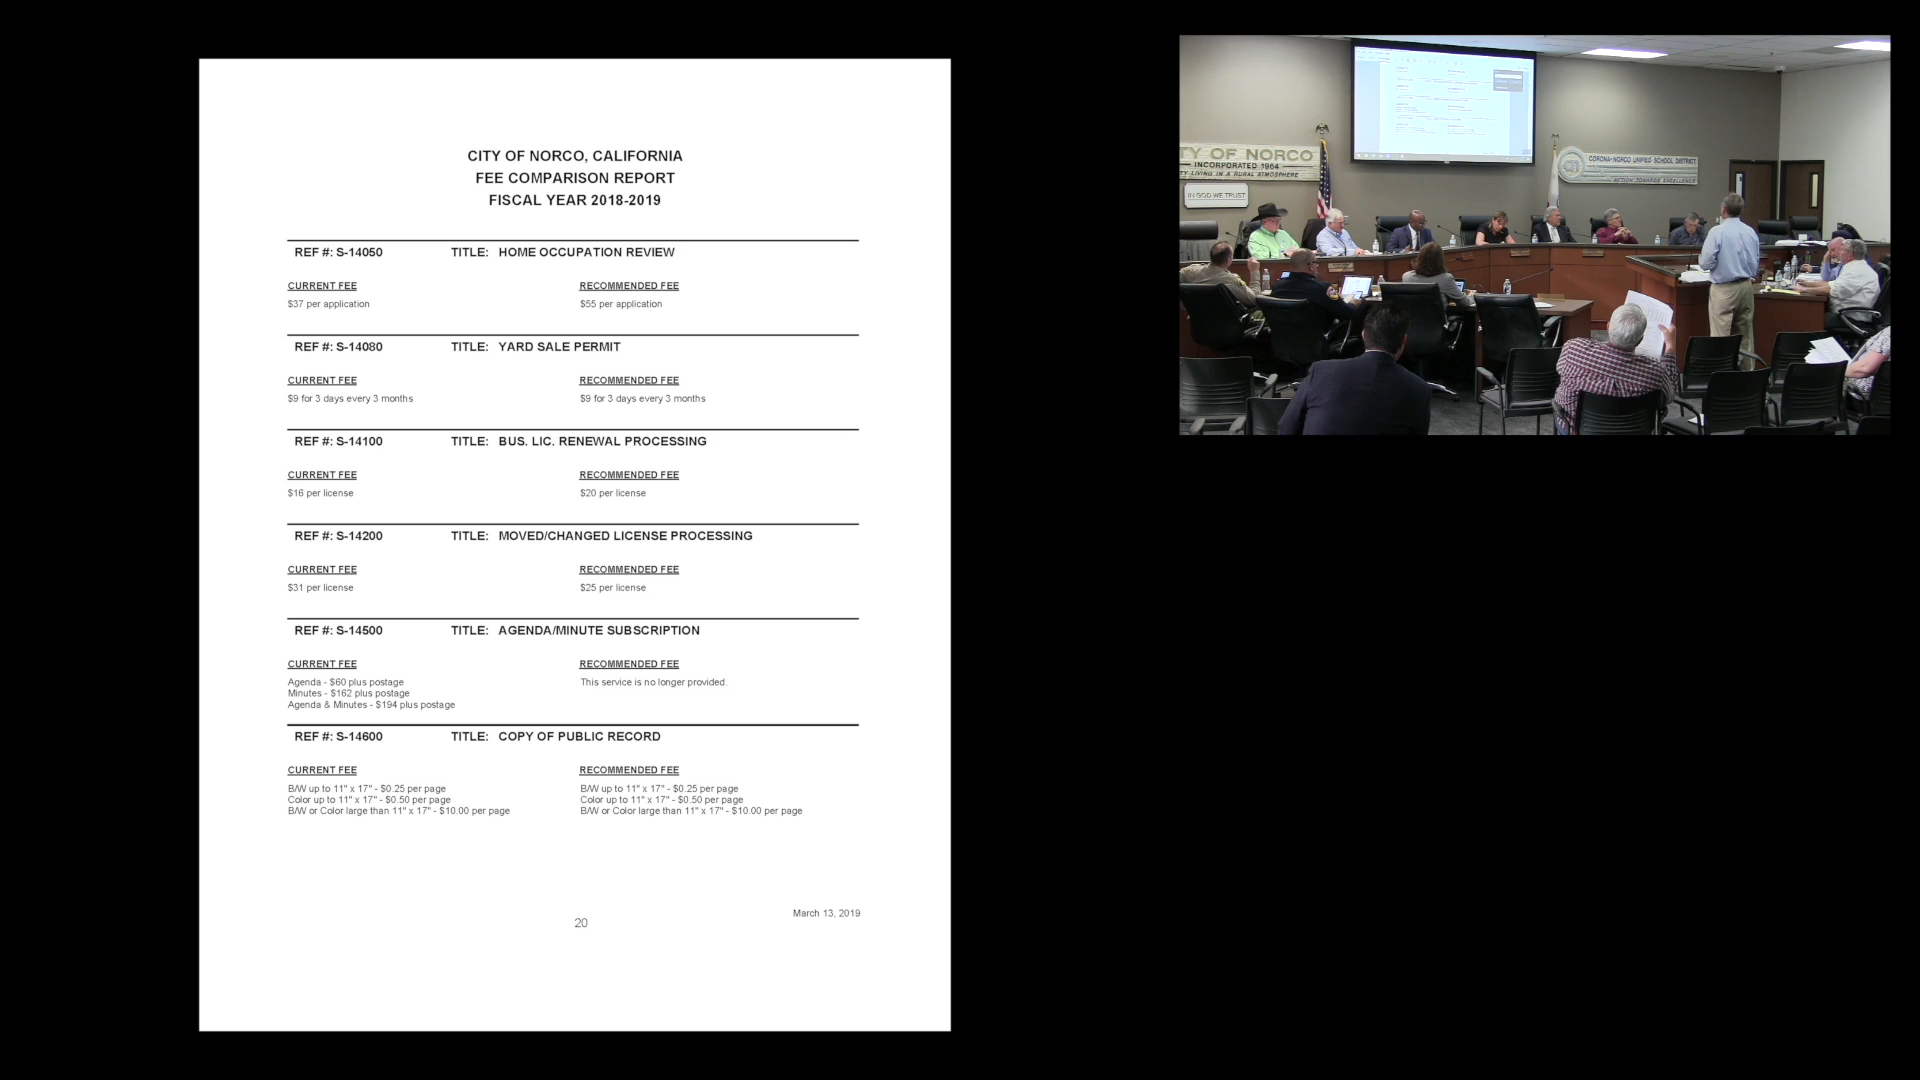 CITY OF NORCO, CALIFORNIA
FEE COMPARISON REPORT
FISCAL YEAR 2018-2019
REF #: S-14050 TITLE: HOME OCCUPATION REVIEW
CURRENT FEE RECOMMENDED FEE
$37 per application $55 per application
REF #: S-14080 TITLE: YARD SALE PERMIT
CURRENT FEE RECOMMENDED FEE
$9 for 3 days every 3 months $9 for 3 days every 3 months
REF #: S-14100 TITLE: BUS. LIC. RENEWAL PROCESSING
CURRENT FEE RECOMMENDED FEE
$16 per license $20 per license
REF #: S-14200 TITLE: MOVED/CHANGED LICENSE PROCESSING
CURRENT FEE RECOMMENDED FEE
$31 per license $25 per license
REF #: S-14500 TITLE: AGENDA/MINUTE SUBSCRIPTION
CURRENT FEE RECOMMENDED FEE
Agenda - $60 plus postage This service is no longer provided.
Minutes - $162 plus postage
Agenda & Minutes - $194 plus postage
REF #: S-14600 TITLE: COPY OF PUBLIC RECORD
CURRENT FEE RECOMMENDED FEE
B/W up to 11" x 17" - $0.25 per page B/W up to 11" x 17" - $0.25 per page
Color up to 11" x 17" - $0.50 per page Color up to 11" x 17" - $0.50 per page
B/W or Color large than 11" x 17" - $10.00 per page B/W or Color large than 11" x 17" - $10.00 per page
March 13, 2019
20
TY OF NORCO
INCORPORATED 1964
TY LIVING IN A RURAL ATMOSPHERE
IN GOD WE TRUST
CORONA-NORCO UNIFIED SCHOOL DISTRICT
ACTION TOWARDS EXCELLENCE